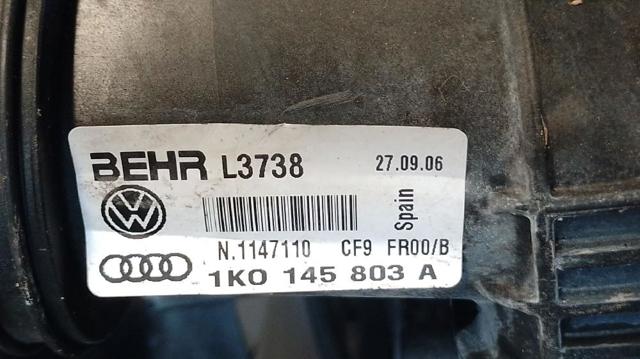 BEHR L3738 27.09.06
Spain
N.1147110 CF9 FR00/B
1K0 145 803 A